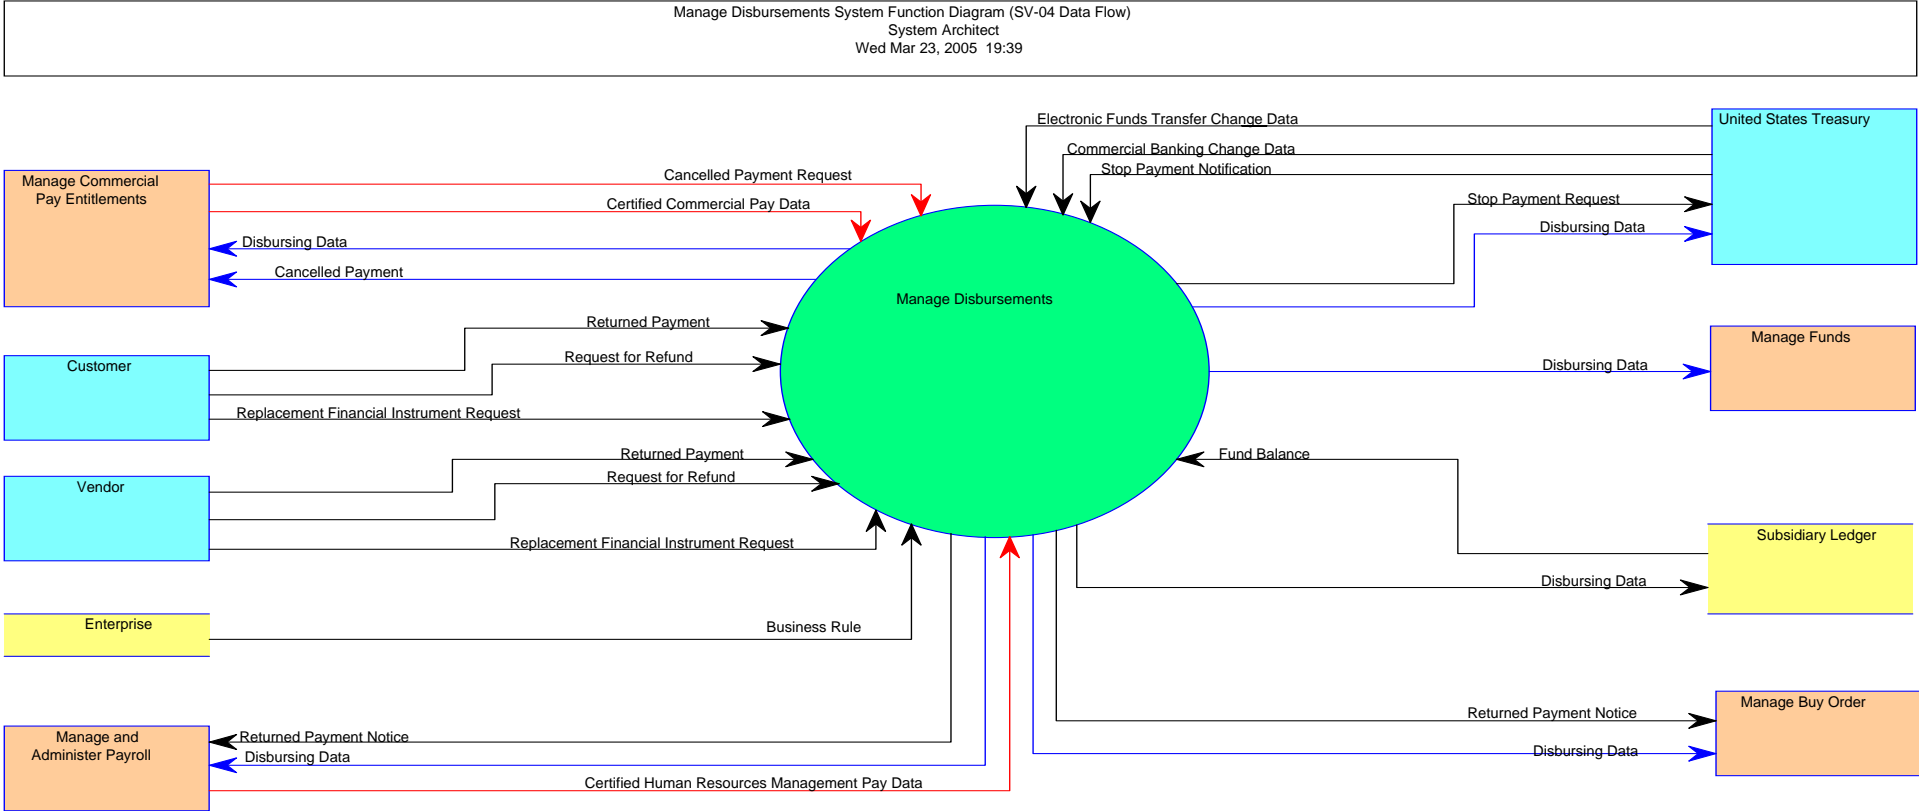 Manage Disbursements System Function Diagram (SV-04 Data Flow)
System Architect
Wed Mar 23, 2005  19:39
Electronic Funds Transfer Change Data
United States Treasury
Commercial Banking Change Data
Stop Payment Notification
Manage Commercial
Pay Entitlements
Cancelled Payment Request
Certified Commercial Pay Data
Disbursing Data
Cancelled Payment
Stop Payment Request
Disbursing Data
Manage Disbursements
Returned Payment
Customer
Request for Refund
Replacement Financial Instrument Request
Manage Funds
Disbursing Data
Returned Payment
Vendor
Request for Refund
Replacement Financial Instrument Request
Fund Balance
Subsidiary Ledger
Disbursing Data
Enterprise
Business Rule
Manage and
Administer Payroll
Returned Payment Notice
Disbursing Data
Certified Human Resources Management Pay Data
Manage Buy Order
Returned Payment Notice
Disbursing Data